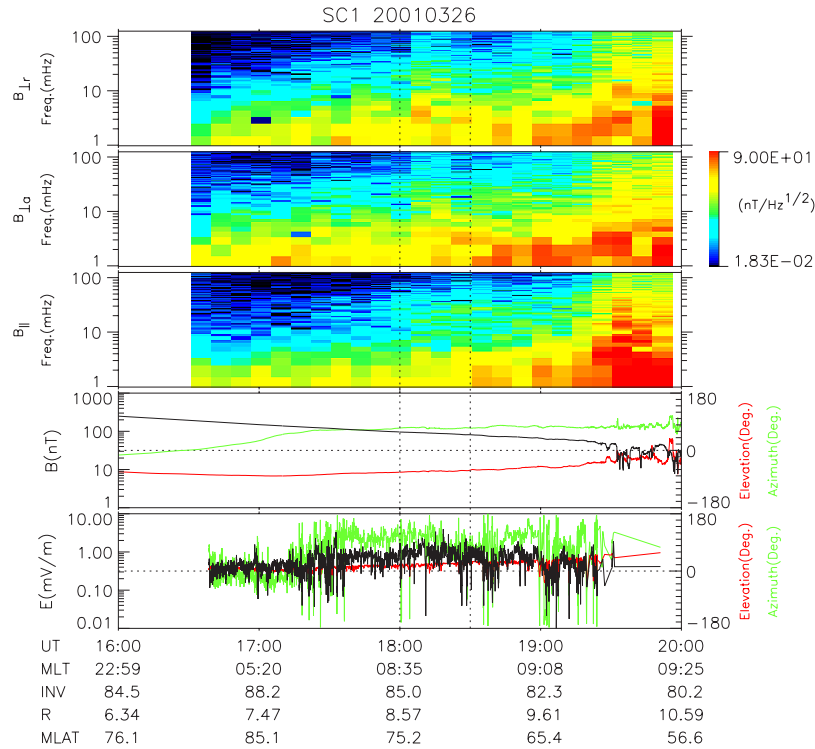 SC1 20010326
B⊥r
Freq.(mHz)
100
10
1
B⊥a
Freq.(mHz)
100
10
1
B||
Freq.(mHz)
100
10
1
9.00E+01
(nT/Hz^1/2)
1.83E-02
B(nT)
1000
100
10
1
180
0
−180
Elevation(Deg.)
Azimuth(Deg.)
E(mV/m)
10.00
1.00
0.10
0.01
180
0
−180
Elevation(Deg.)
Azimuth(Deg.)
UT 16:00 17:00 18:00 19:00 20:00
MLT 22:59 05:20 08:35 09:08 09:25
INV 84.5 88.2 85.0 82.3 80.2
R 6.34 7.47 8.57 9.61 10.59
MLAT 76.1 85.1 75.2 65.4 56.6